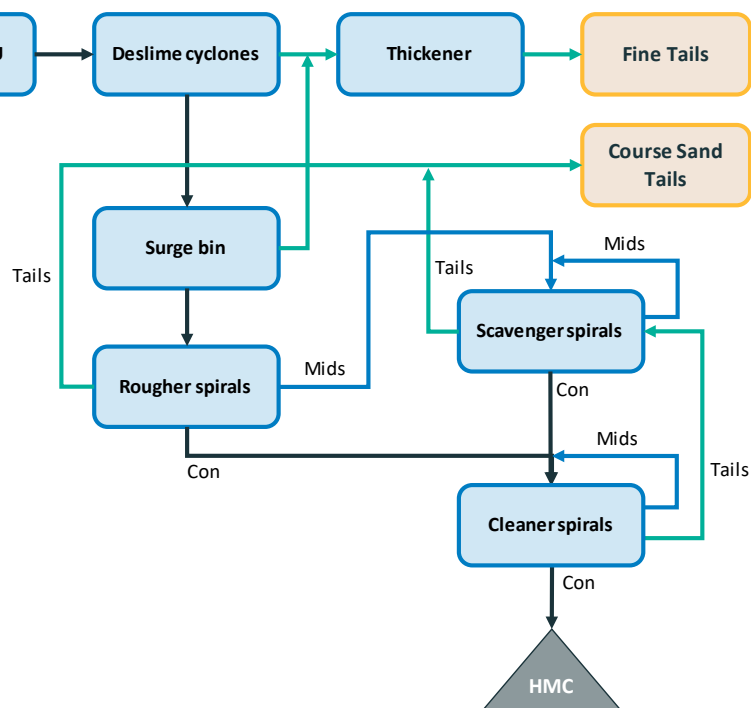 Deslime cyclones
Thickener
Fine Tails
Course Sand
Tails
Surge bin
Mids
Tails
Tails
Scavenger spirals
Rougher spirals
Mids
Con
Mids
Con
Tails
Cleaner spirals
Con
HMC